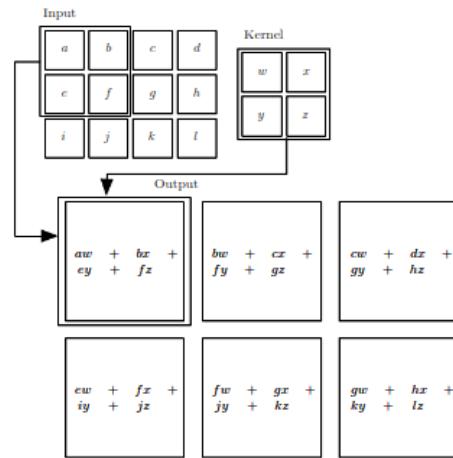 Input
a b c d
Kernel
w x
e f g h
y z
i j k l
Output
aw + bx +
ey + fz
bw + cx +
fy + gz
cw + dx +
gy + hz
ew + fx +
iy + jz
fw + gx +
jy + kz
gw + hx +
ky + lz